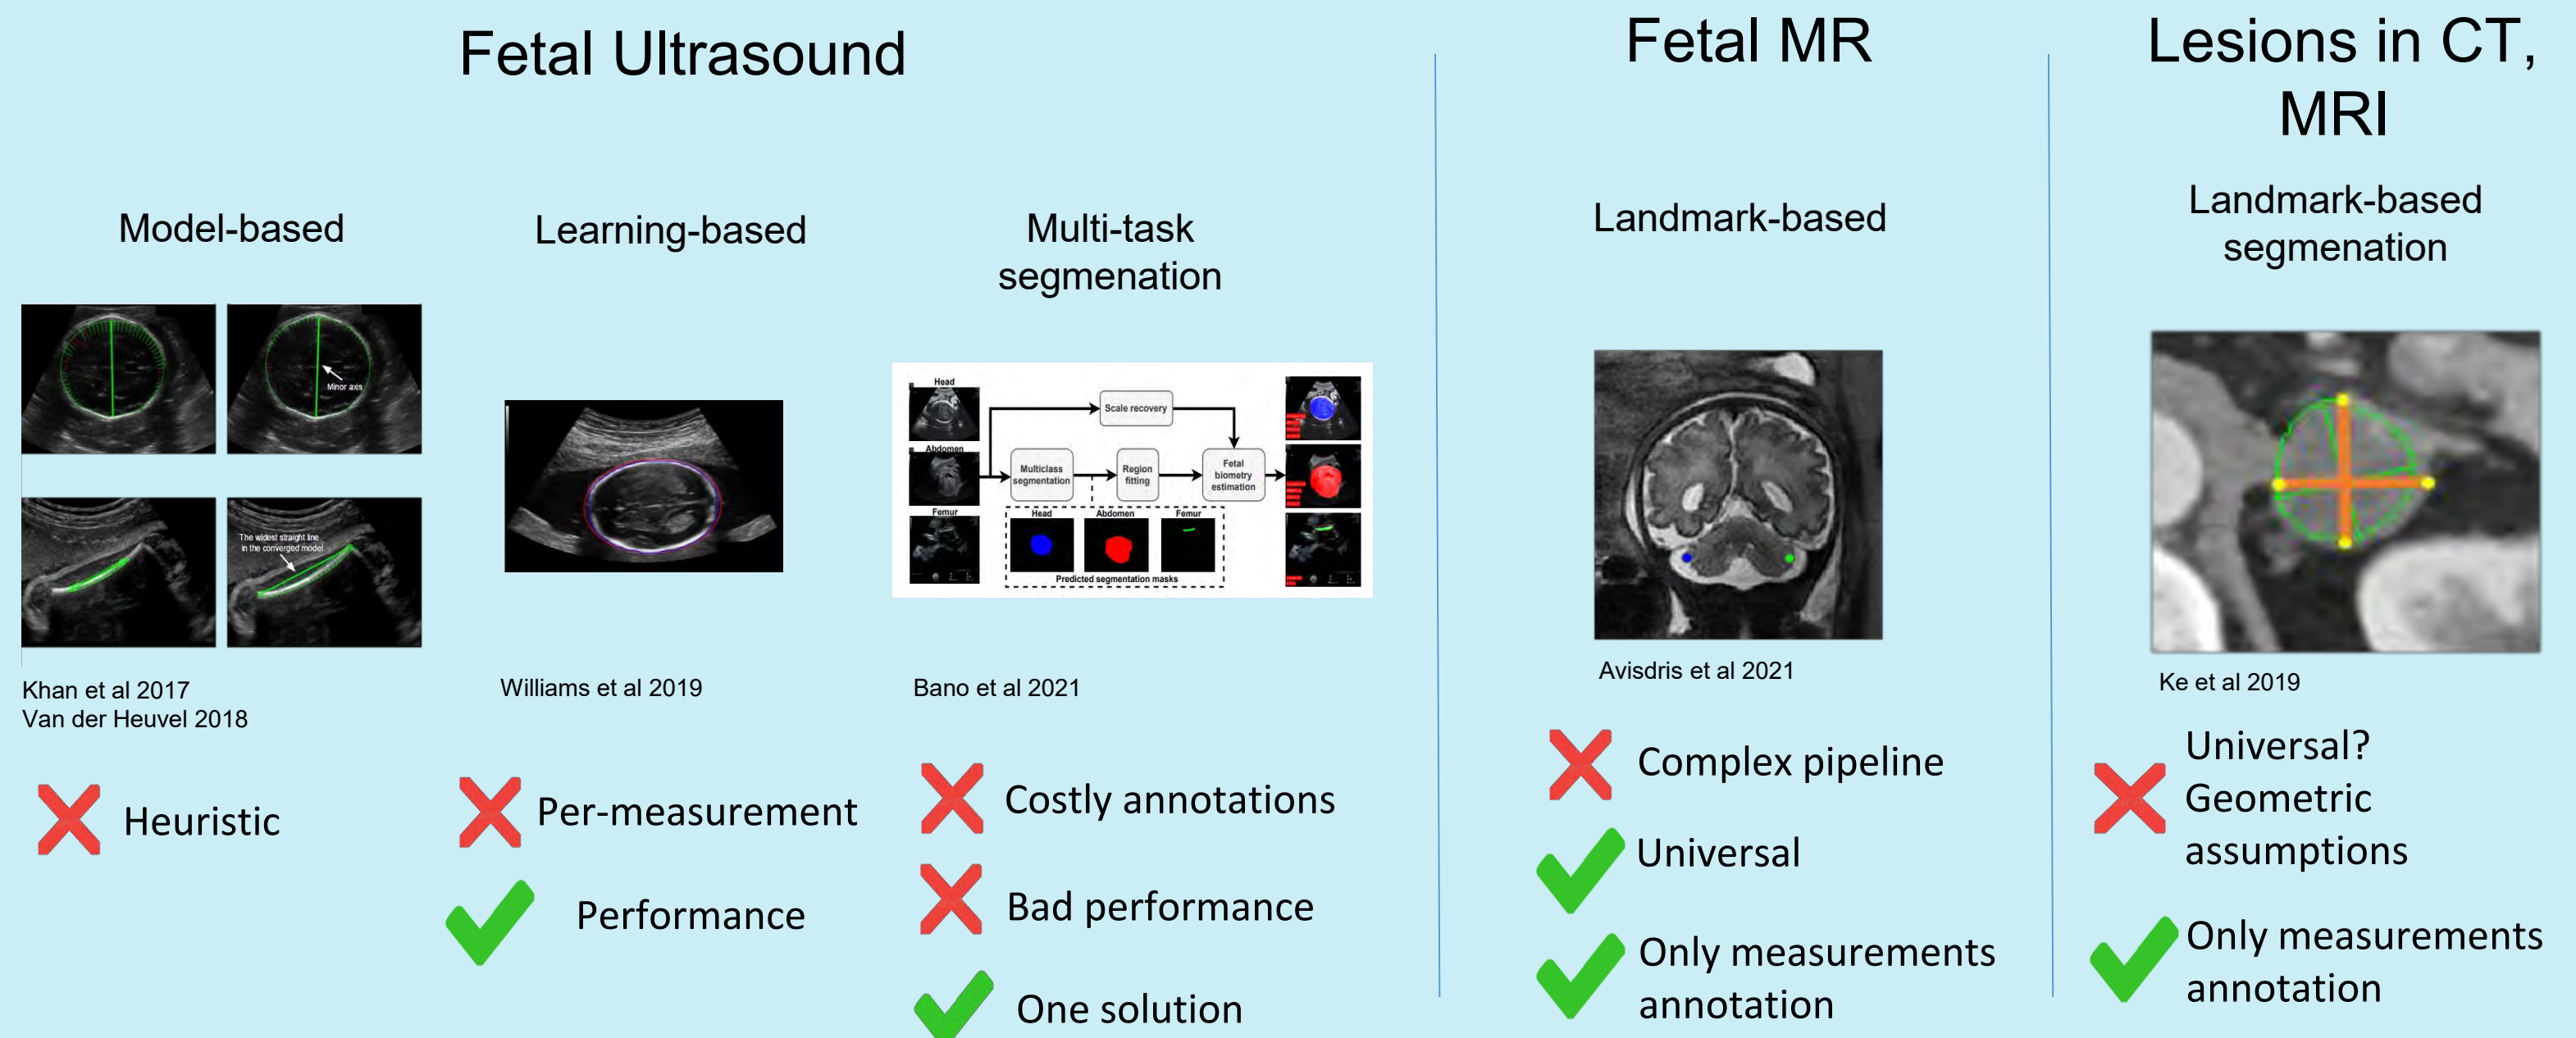 Fetal Ultrasound
Fetal MR
Lesions in CT,
MRI
Model-based
Learning-based
Multi-task
segmenation
Landmark-based
Landmark-based
segmenation
Minor axis
The widest straight line
in the converged model
Head
Abdomen
Femur
Scale recovery
Multiclass
segmentation
Region
fitting
Fetal
biometry
estimation
Head
Abdomen
Femur
Predicted segmentation masks
Khan et al 2017
Van der Heuvel 2018
Williams et al 2019
Bano et al 2021
Avisdris et al 2021
Ke et al 2019
Heuristic
Per-measurement
Performance
Costly annotations
Bad performance
One solution
Complex pipeline
Universal
Only measurements
annotation
Universal?
Geometric
assumptions
Only measurements
annotation